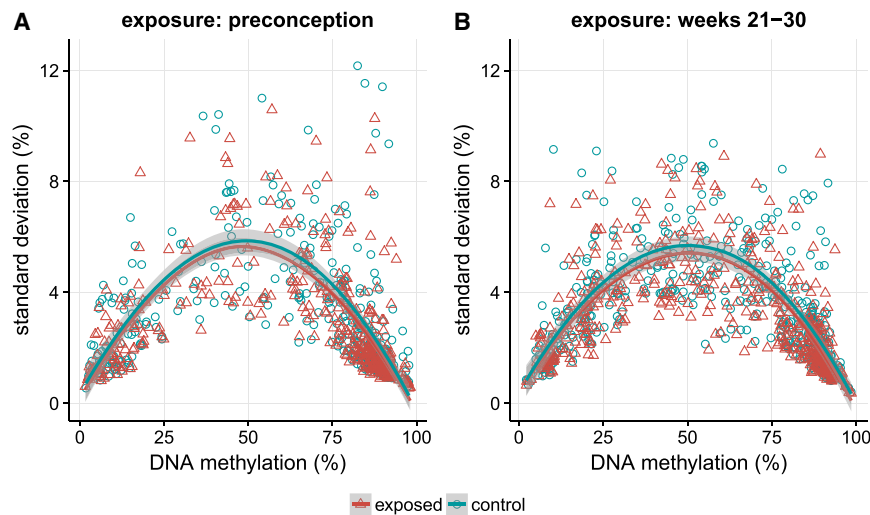 A exposure: preconception
B exposure: weeks 21−30
standard deviation (%)
12
8
4
0
0 25 50 75 100
DNA methylation (%)
standard deviation (%)
12
8
4
0
0 25 50 75 100
DNA methylation (%)
exposed control